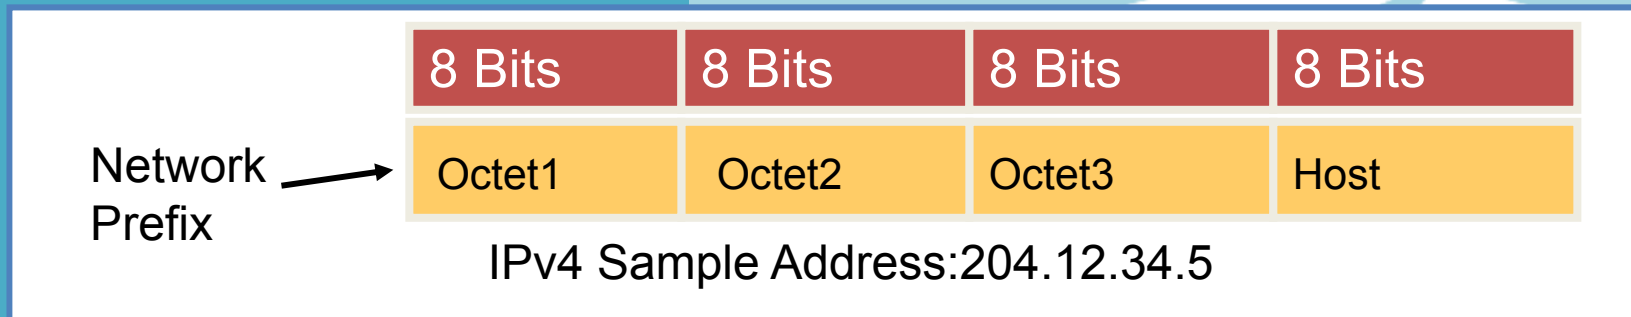 8 Bits 8 Bits 8 Bits 8 Bits
Network
Prefix
Octet1 Octet2 Octet3 Host
IPv4 Sample Address:204.12.34.5